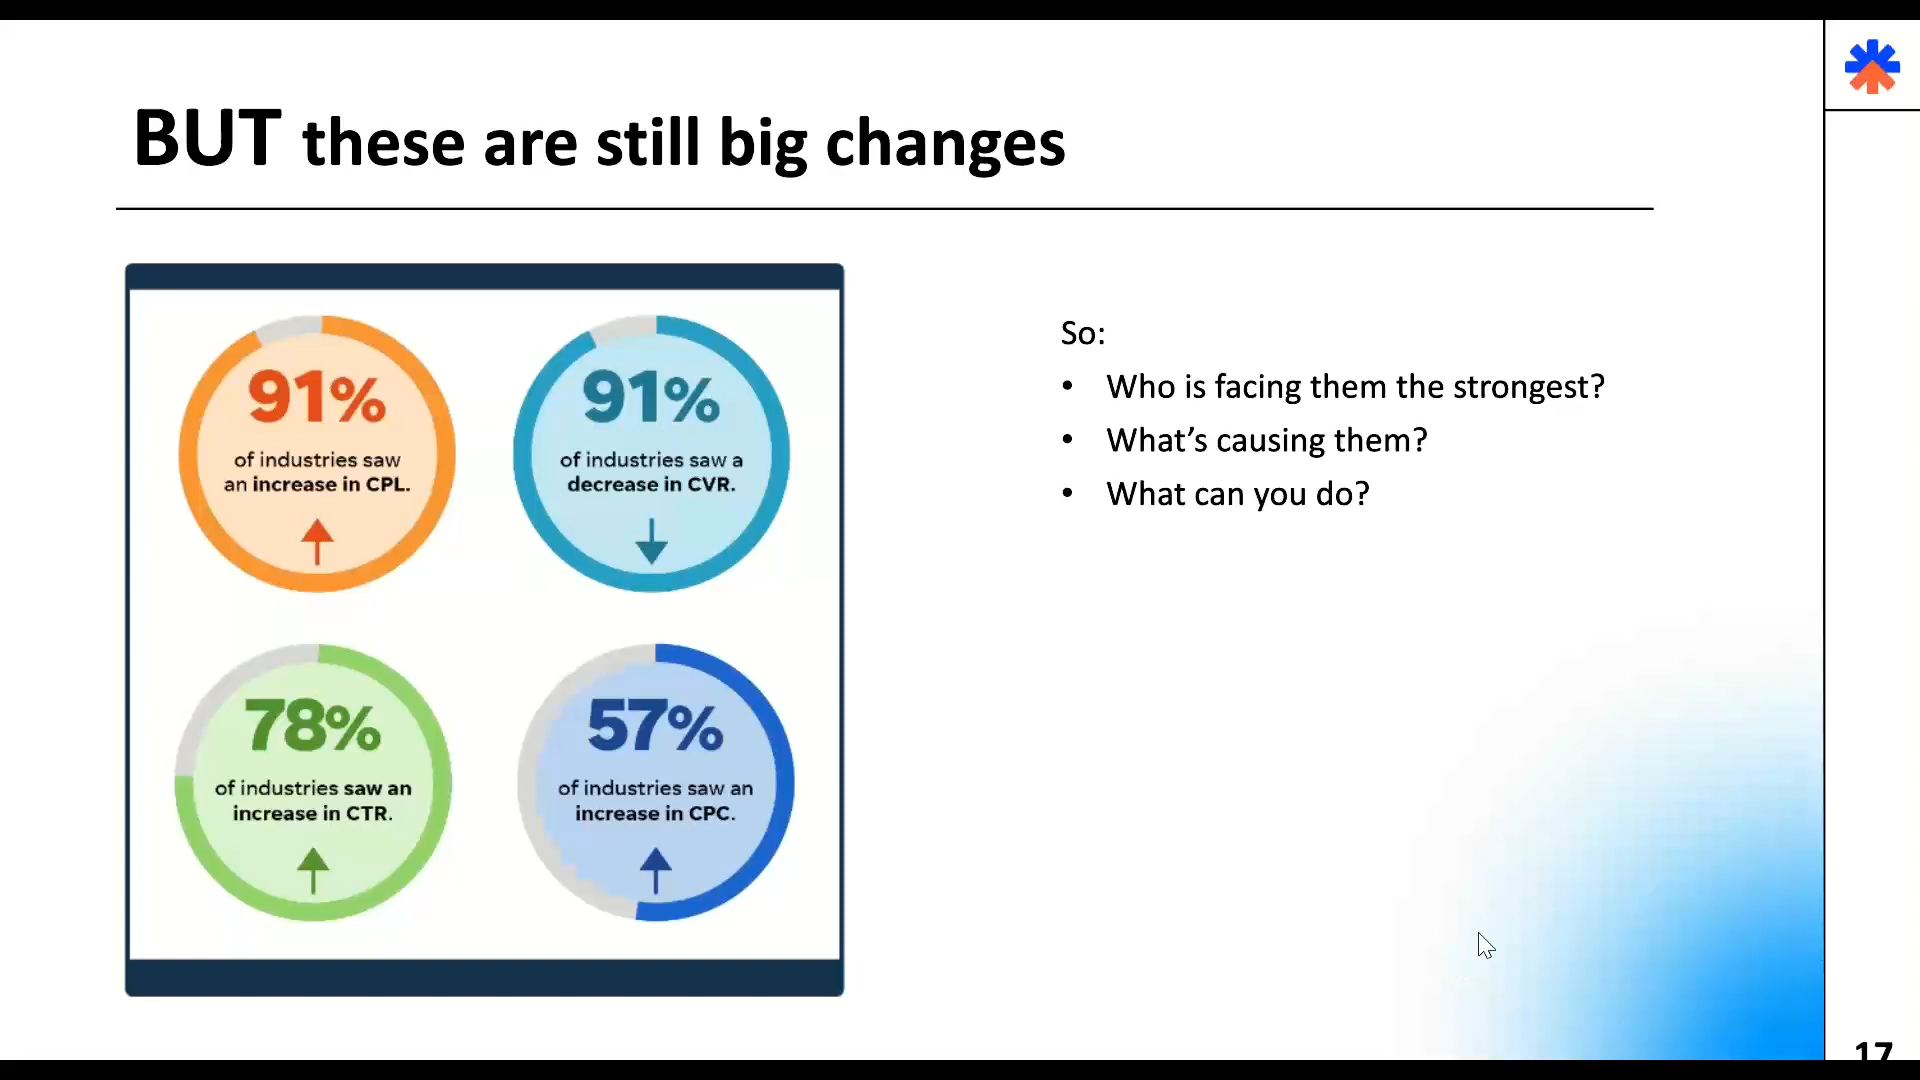 BUT these are still big changes
91%
of industries saw
an increase in CPL.
91%
of industries saw a
decrease in CVR.
78%
of industries saw an
increase in CTR.
57%
of industries saw an
increase in CPC.
So:
• Who is facing them the strongest?
• What’s causing them?
• What can you do?
17